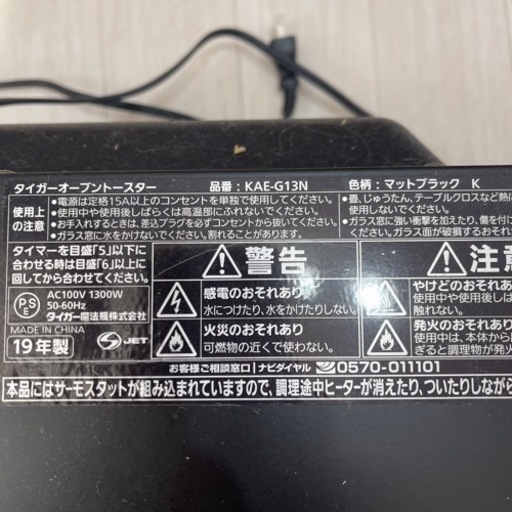 タイガーオーブントースター 品番：KAE-G13N 色柄：マットブラック K
使用上の注意
•電源は定格15A以上のコンセントを単独で使用する。
•使用中や使用後しばらくは高温部にふれないでください。
•お手入れするときは、差込プラグを必ずコンセントから抜いてください。
•ガラス窓に水をかけないでください。割れることがあります。
•畳、じゅうたん、テーブルクロスなど熱に
•ガラス窓に強い衝撃を加えたり、傷を付け
ださい。ガラス面が破損するおそれ
タイマーを目盛「5」以下に
合わせる時は目盛「6」以上に
回してから合わせてください。
PSE
AC100V 1300W
50-60Hz
タイガー魔法瓶株式会社
MADE IN CHINA
19年製
S JET
警告
感電のおそれあり
水につけたり、水をかけたりしない。
火災のおそれあり
可燃物の近くで使わない。
注意
やけどのおそれあり
使用中や使用後しば
触れない。
発火のおそれあり
使用中は、本体から
ぎると調理物が発
お客様ご相談窓口 ナビダイヤル 0570-011101
本品にはサーモスタットが組み込まれていますので、調理途中ヒーターが消えたり、ついたりしなが